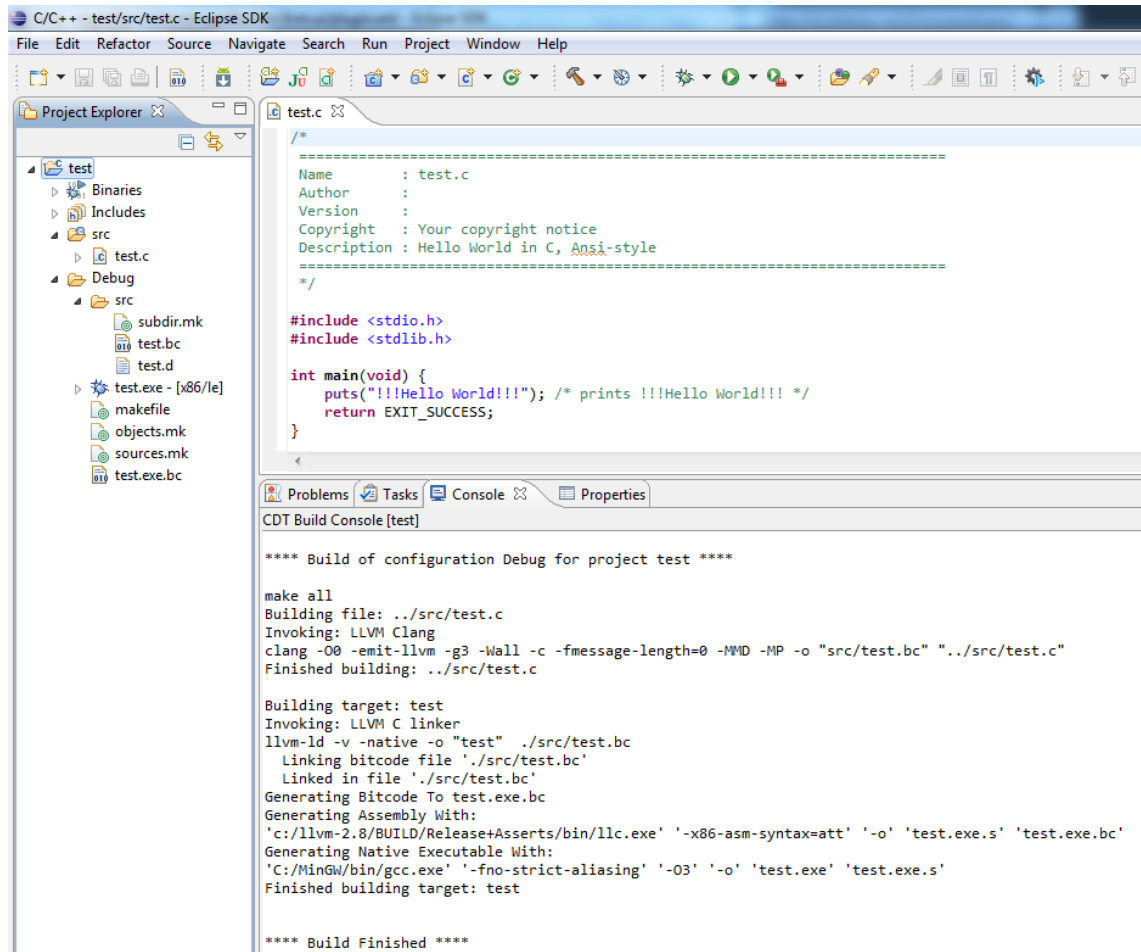 C/C++ - test/src/test.c - Eclipse SDK
File Edit Refactor Source Navigate Search Run Project Window Help
Project Explorer
test
Binaries
Includes
src
test.c
Debug
src
subdir.mk
test.bc
test.d
test.exe - [x86/le]
makefile
objects.mk
sources.mk
test.exe.bc
test.c
/*
============================================================================
Name        : test.c
Author      :
Version     :
Copyright   : Your copyright notice
Description : Hello World in C, Ansi-style
============================================================================
*/
#include <stdio.h>
#include <stdlib.h>
int main(void) {
puts("!!!Hello World!!!"); /* prints !!!Hello World!!! */
return EXIT_SUCCESS;
}
Problems Tasks Console Properties
CDT Build Console [test]
**** Build of configuration Debug for project test ****
make all
Building file: ../src/test.c
Invoking: LLVM Clang
clang -O0 -emit-llvm -g3 -Wall -c -fmessage-length=0 -MMD -MP -o "src/test.bc" "../src/test.c"
Finished building: ../src/test.c
Building target: test
Invoking: LLVM C linker
llvm-ld -v -native -o "test"  ./src/test.bc
Linking bitcode file './src/test.bc'
Linked in file './src/test.bc'
Generating Bitcode To test.exe.bc
Generating Assembly With:
'c:/llvm-2.8/BUILD/Release+Asserts/bin/llc.exe' '-x86-asm-syntax=att' '-o' 'test.exe.s' 'test.exe.bc'
Generating Native Executable With:
'C:/MinGW/bin/gcc.exe' '-fno-strict-aliasing' '-O3' '-o' 'test.exe' 'test.exe.s'
Finished building target: test
**** Build Finished ****